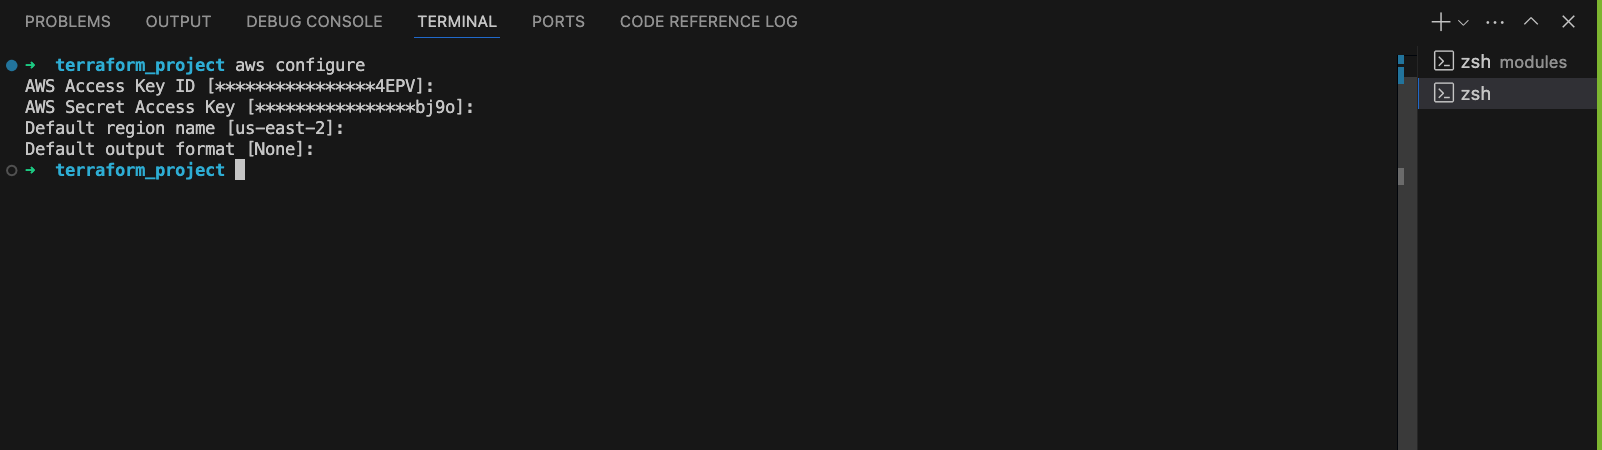 PROBLEMS OUTPUT DEBUG CONSOLE TERMINAL PORTS CODE REFERENCE LOG
➜ terraform_project aws configure
AWS Access Key ID [****************4EPV]:
AWS Secret Access Key [****************bj9o]:
Default region name [us-east-2]:
Default output format [None]:
➜ terraform_project
zsh modules
zsh